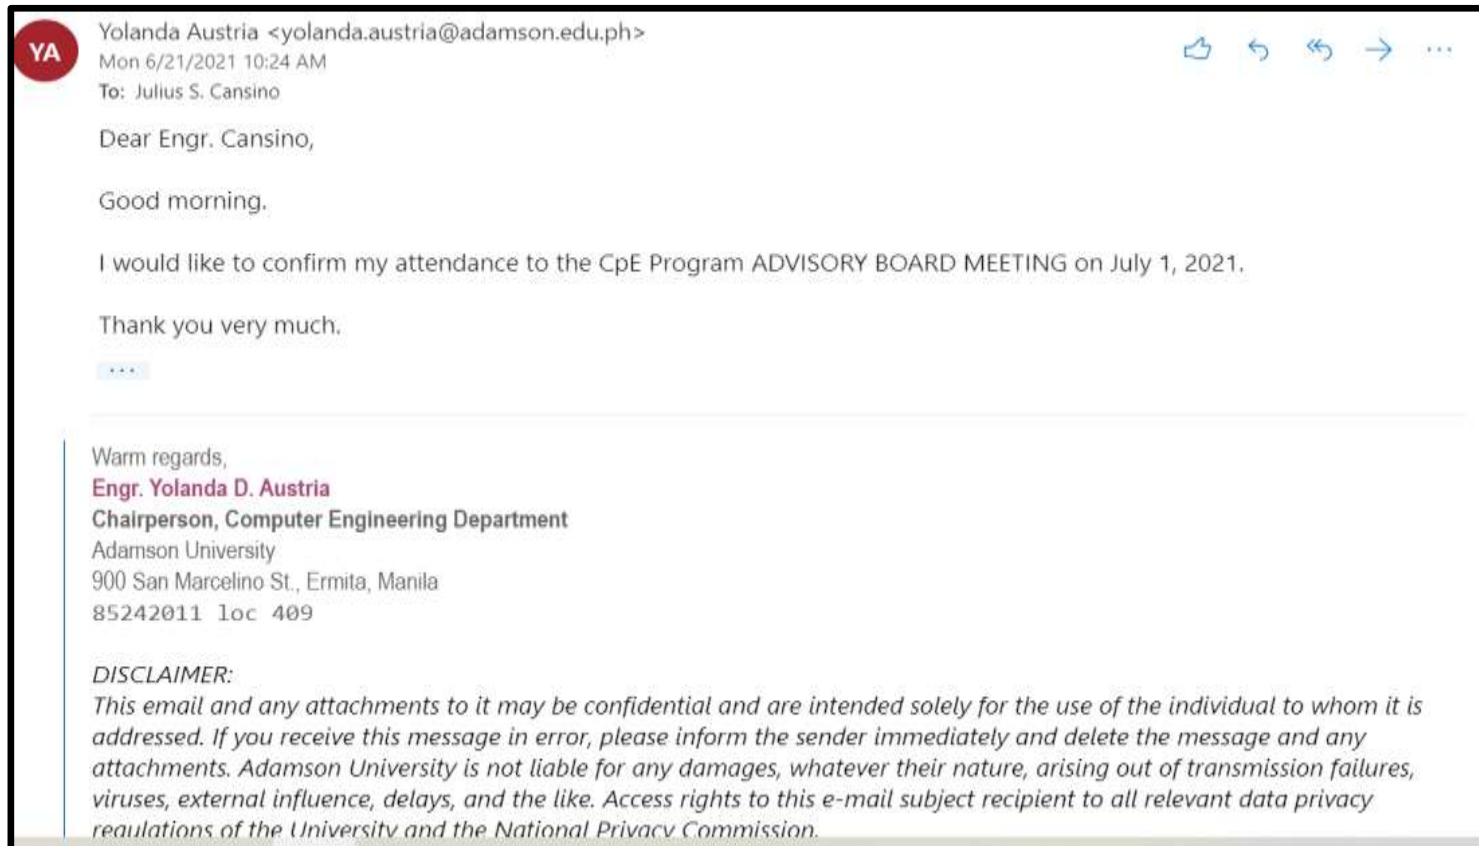 YA
Yolanda Austria <yolanda.austria@adamson.edu.ph>
Mon 6/21/2021 10:24 AM
To: Julius S. Cansino
Dear Engr. Cansino,
Good morning.
I would like to confirm my attendance to the CpE Program ADVISORY BOARD MEETING on July 1, 2021.
Thank you very much.
...
Warm regards,
Engr. Yolanda D. Austria
Chairperson, Computer Engineering Department
Adamson University
900 San Marcelino St., Ermita, Manila
85242011 loc 409
DISCLAIMER:
This email and any attachments to it may be confidential and are intended solely for the use of the individual to whom it is
addressed. If you receive this message in error, please inform the sender immediately and delete the message and any
attachments. Adamson University is not liable for any damages, whatever their nature, arising out of transmission failures,
viruses, external influence, delays, and the like. Access rights to this e-mail subject recipient to all relevant data privacy
regulations of the University and the National Privacy Commission.